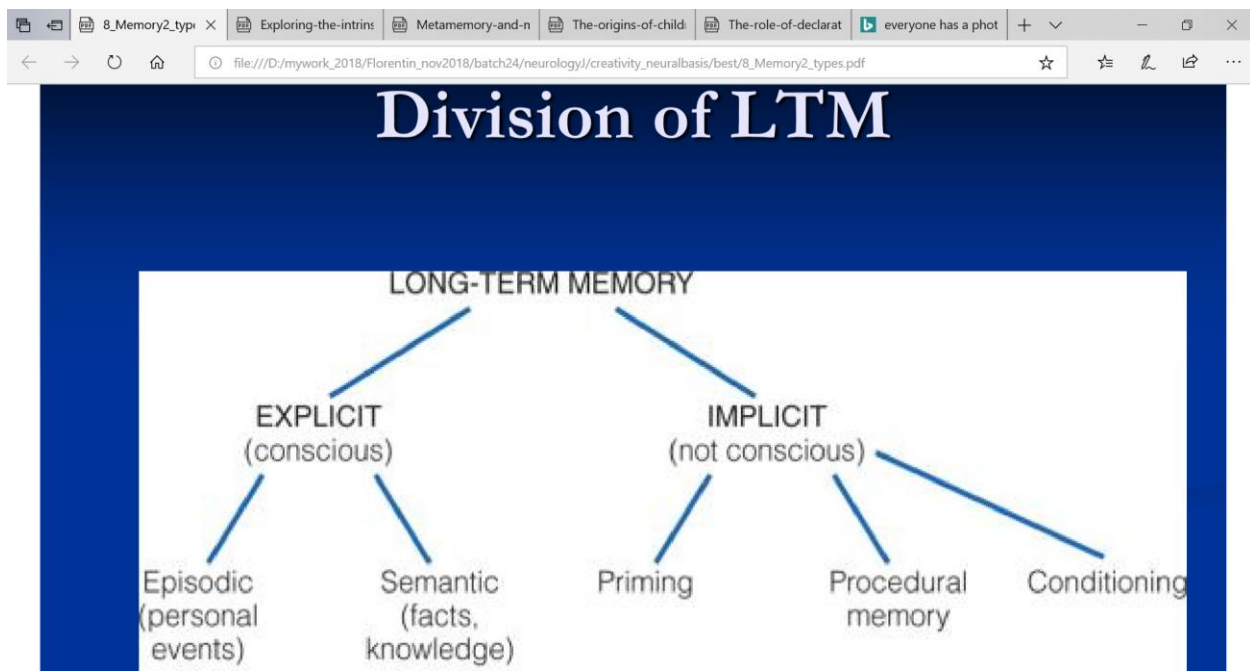 8_Memory2_typ
Exploring-the-intrins
Metamemory-and-n
The-origins-of-child
The-role-of-declarat
everyone has a phot
file:///D:/mywork_2018/Florentin_nov2018/batch24/neurologyJ/creativity_neuralbasis/best/8_Memory2_types.pdf
Division of LTM
LONG-TERM MEMORY
EXPLICIT
(conscious)
IMPLICIT
(not conscious)
Episodic
(personal
events)
Semantic
(facts,
knowledge)
Priming
Procedural
memory
Conditioning